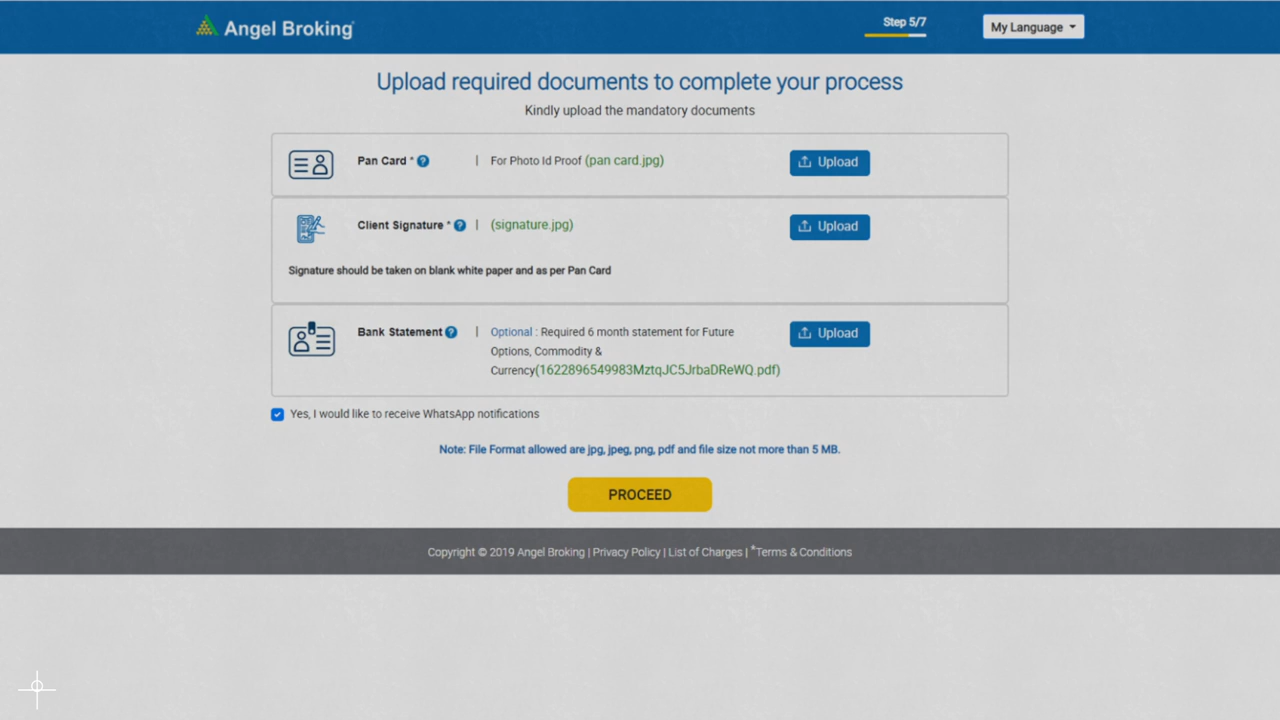 Angel Broking
Step 5/7
My Language
Upload required documents to complete your process
Kindly upload the mandatory documents
Pan Card * ? | For Photo Id Proof (pan card.jpg)
Upload
Client Signature * ? | (signature.jpg)
Upload
Signature should be taken on blank white paper and as per Pan Card
Bank Statement ? | Optional : Required 6 month statement for Future
Options, Commodity &
Currency(1622896549983MztqJC5JrbaDReWQ.pdf)
Upload
Yes, I would like to receive WhatsApp notifications
Note: File Format allowed are jpg, jpeg, png, pdf and file size not more than 5 MB.
PROCEED
Copyright © 2019 Angel Broking | Privacy Policy | List of Charges | *Terms & Conditions